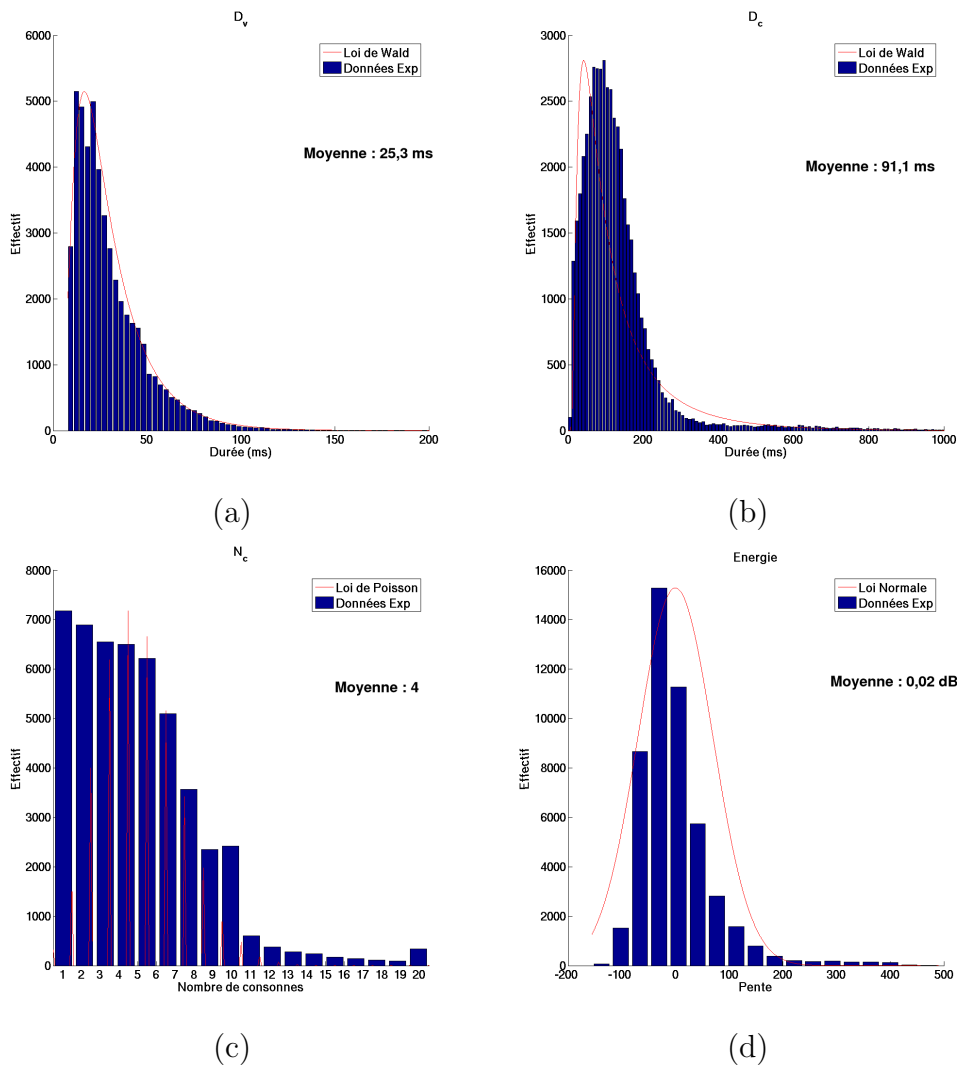 D_v
6000
5000
4000
3000
2000
1000
0
Effectif
Loi de Wald
Données Exp
Moyenne : 25,3 ms
0 50 100 150 200
Durée (ms)
(a)
D_c
3000
2500
2000
1500
1000
500
0
Effectif
Loi de Wald
Données Exp
Moyenne : 91,1 ms
0 200 400 600 800 1000
Durée (ms)
(b)
N_c
8000
7000
6000
5000
4000
3000
2000
1000
0
Effectif
Loi de Poisson
Données Exp
Moyenne : 4
1 2 3 4 5 6 7 8 9 10 11 12 13 14 15 16 17 18 19 20
Nombre de consonnes
(c)
Energie
16000
14000
12000
10000
8000
6000
4000
2000
0
Effectif
Loi Normale
Données Exp
Moyenne : 0,02 dB
-200 -100 0 100 200 300 400 500
Pente
(d)